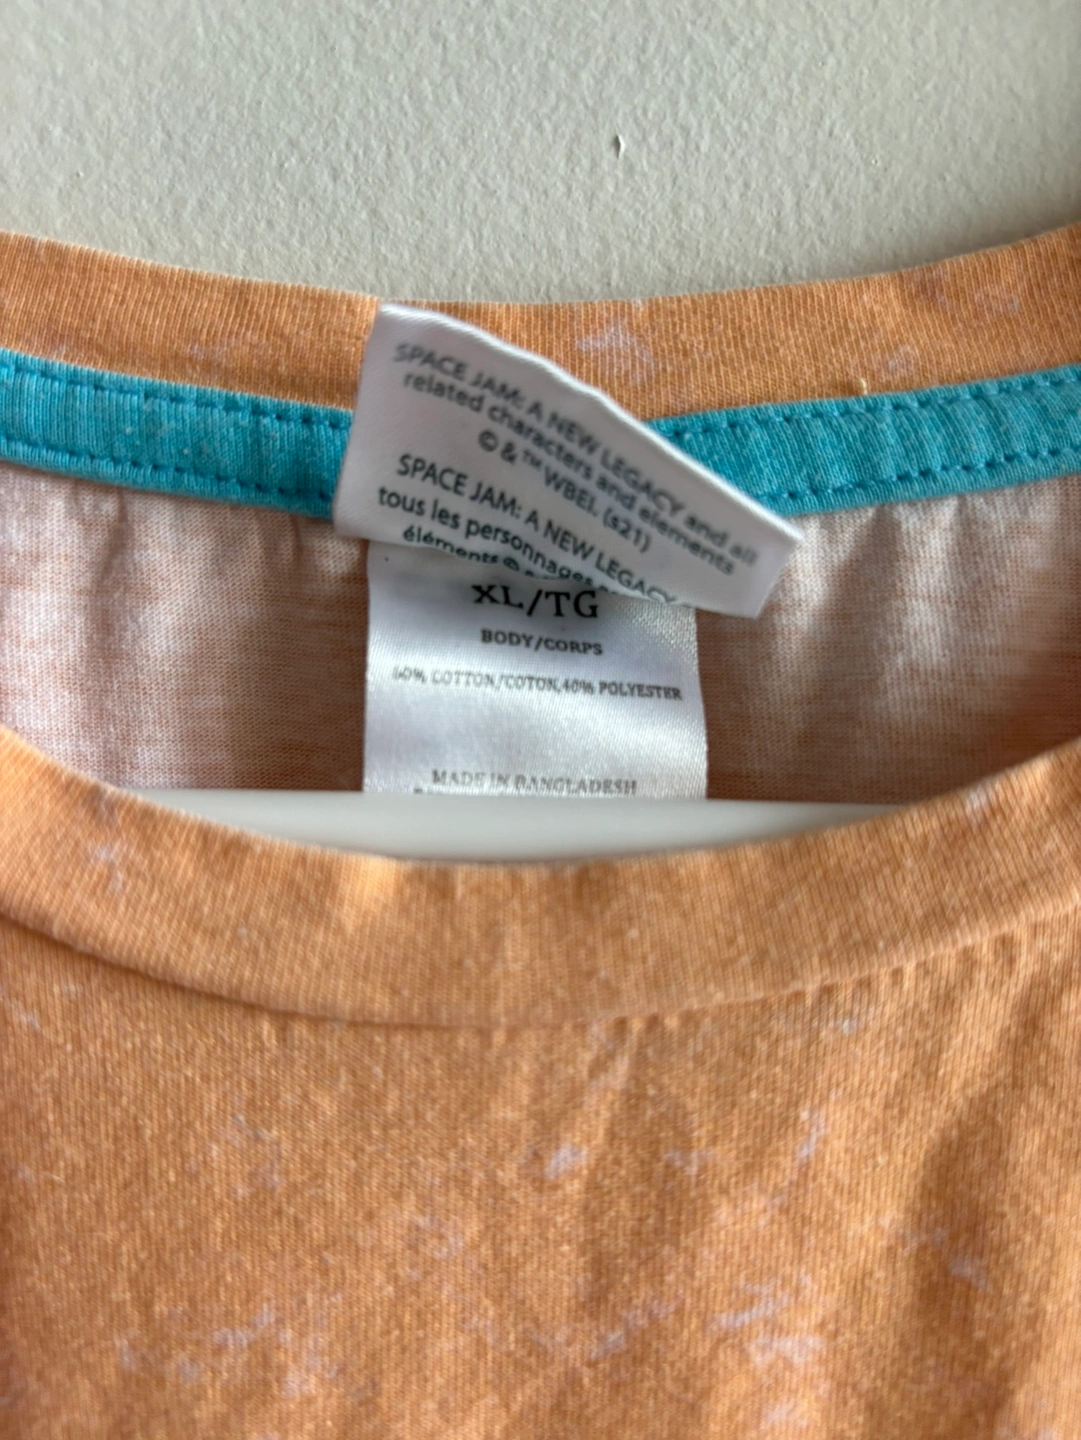 SPACE JAM: A NEW LEGACY and all
related characters and elements
© & ™ WBEI. (s21)
SPACE JAM: A NEW LEGACY
tous les personnages
éléments ©
XL/TG
BODY/CORPS
60% COTTON/COTON,40% POLYESTER
MADE IN BANGLADESH